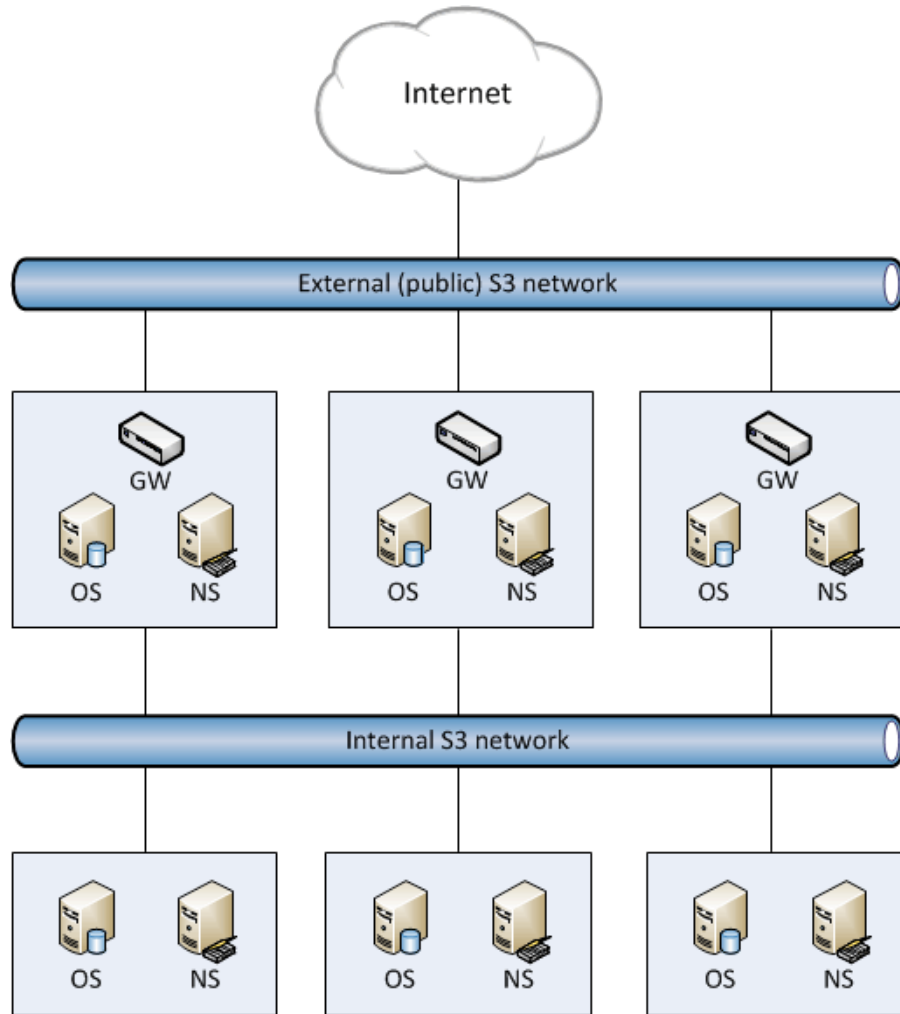 Internet
External (public) S3 network
GW
GW
GW
OS NS
OS NS
OS NS
Internal S3 network
OS NS
OS NS
OS NS